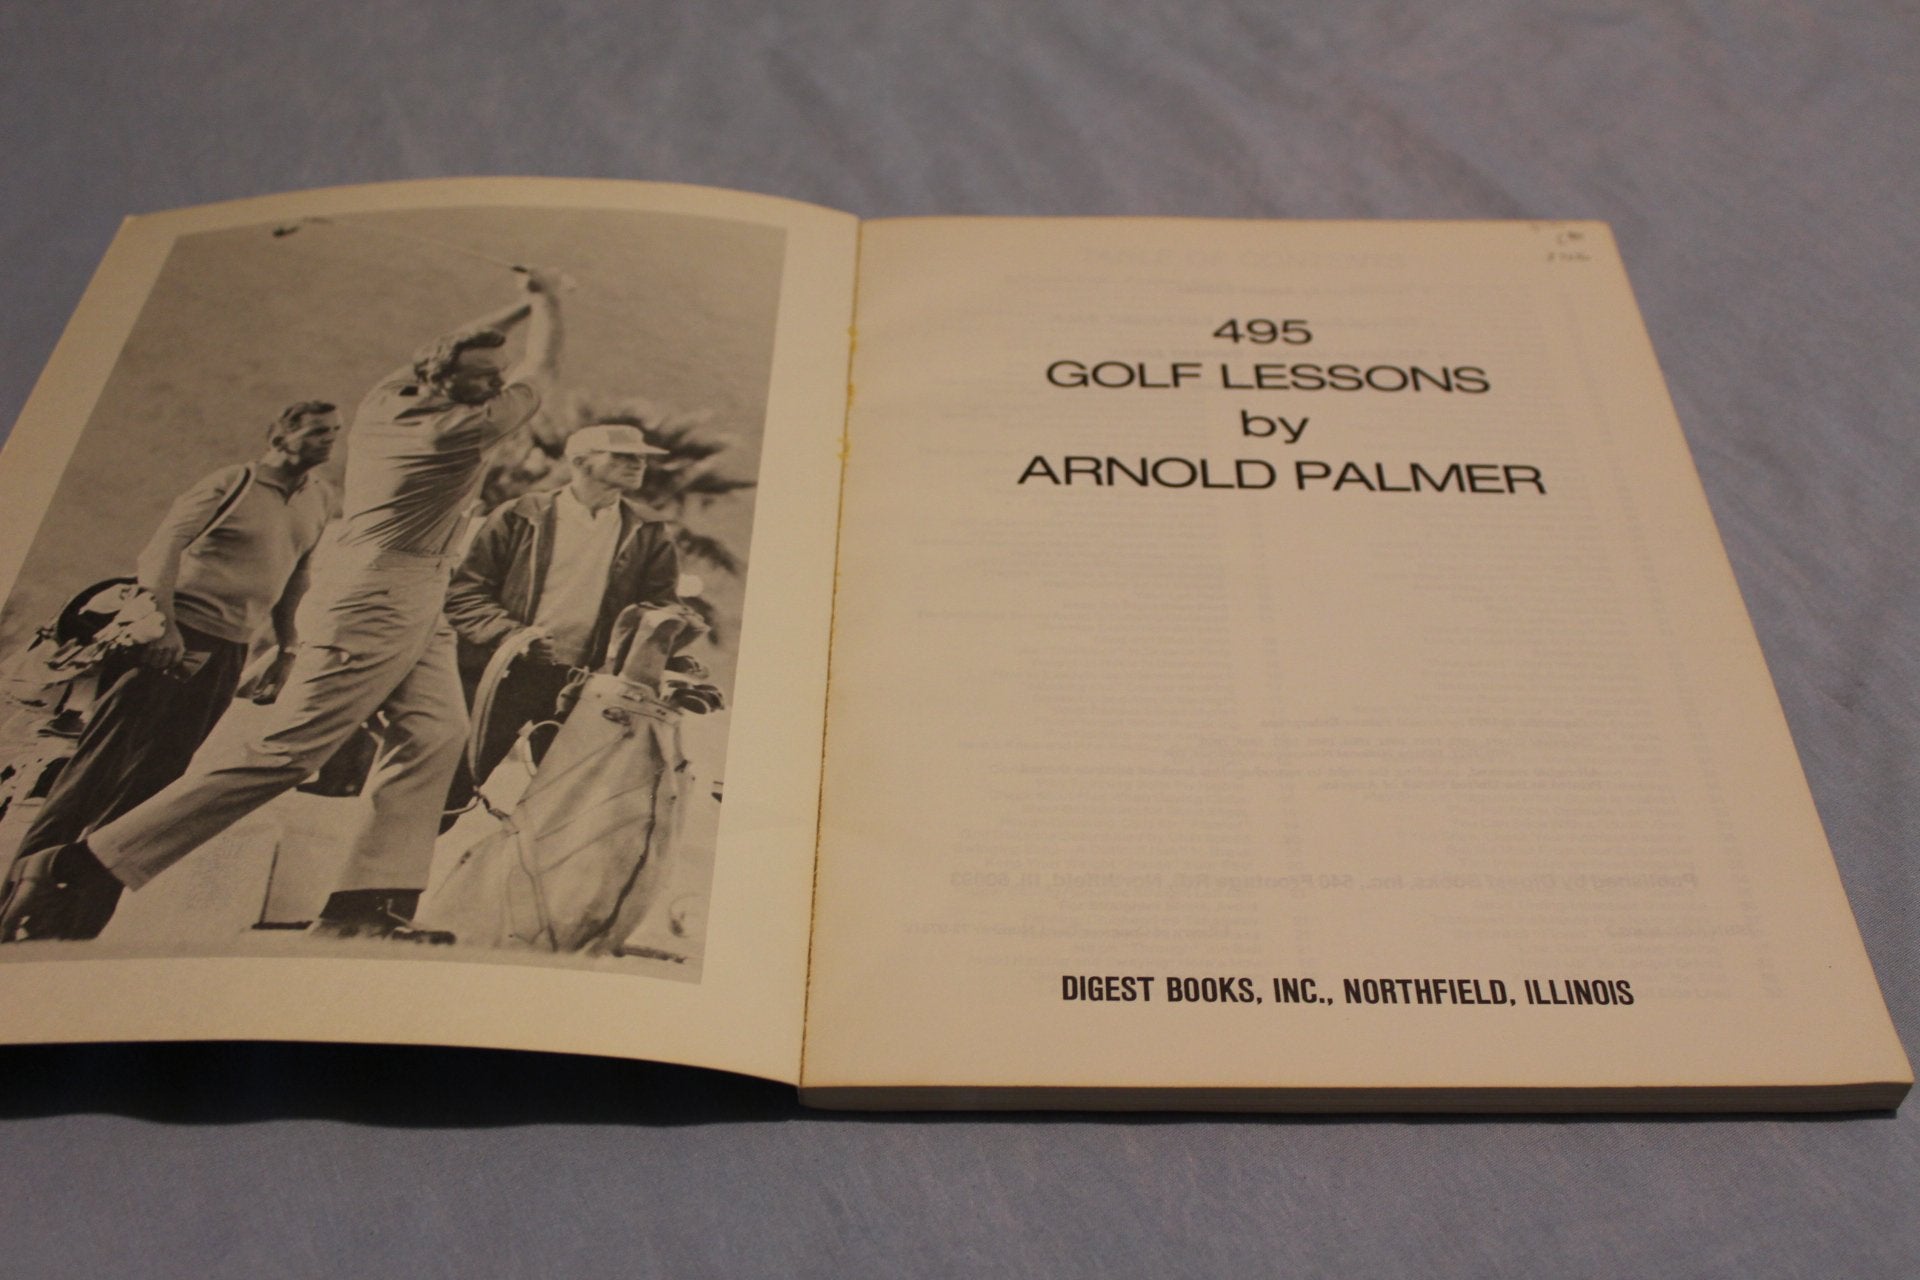 495
GOLF LESSONS
by
ARNOLD PALMER
DIGEST BOOKS, INC., NORTHFIELD, ILLINOIS